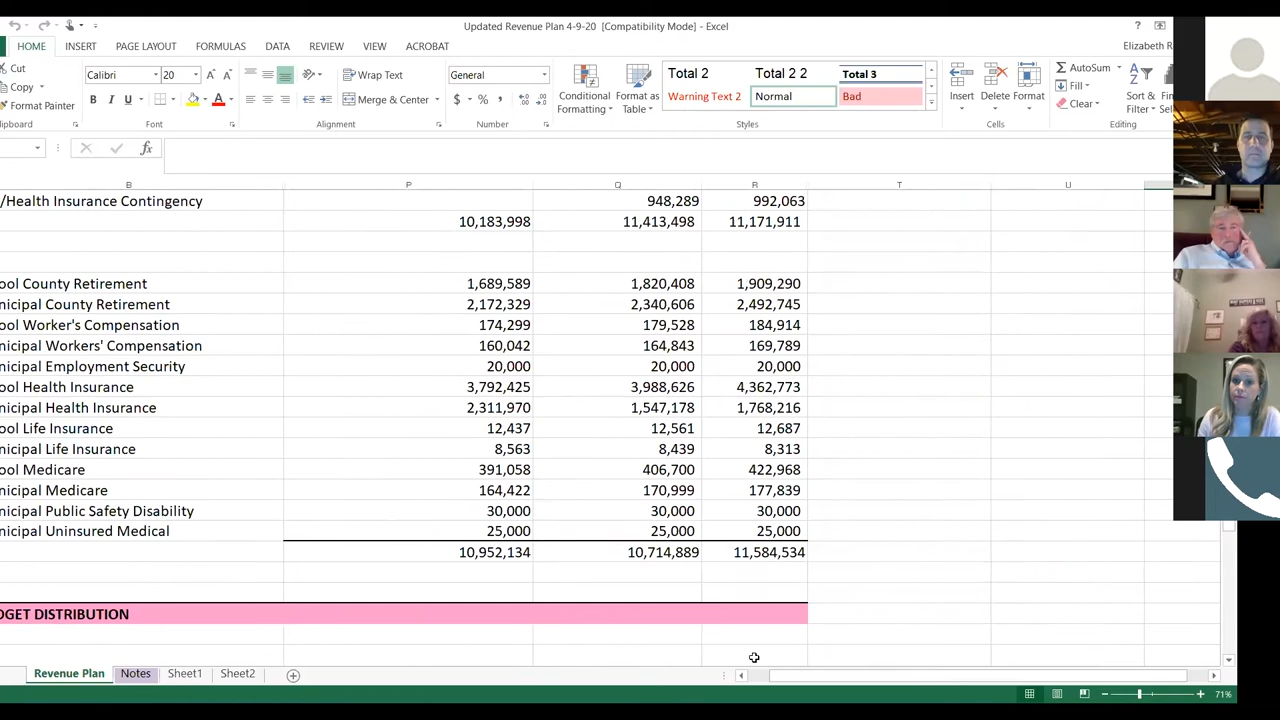 Updated Revenue Plan 4-9-20 [Compatibility Mode] - Excel
? 
HOME INSERT PAGE LAYOUT FORMULAS DATA REVIEW VIEW ACROBAT Elizabeth R
Cut
Copy
Format Painter
Calibri 20
Wrap Text
Merge & Center
General
Conditional Formatting
Format as Table
Total 2 Total 2 2 Total 3
Warning Text 2 Normal Bad
Insert Delete Format
AutoSum
Fill
Clear
Sort & Filter
Find
Select
lipboard Font Alignment Number Styles Cells Editing
B P Q R T U
/Health Insurance Contingency 948,289 992,063
10,183,998 11,413,498 11,171,911
ool County Retirement 1,689,589 1,820,408 1,909,290
nicipal County Retirement 2,172,329 2,340,606 2,492,745
ool Worker's Compensation 174,299 179,528 184,914
nicipal Workers' Compensation 160,042 164,843 169,789
nicipal Employment Security 20,000 20,000 20,000
ool Health Insurance 3,792,425 3,988,626 4,362,773
nicipal Health Insurance 2,311,970 1,547,178 1,768,216
ool Life Insurance 12,437 12,561 12,687
nicipal Life Insurance 8,563 8,439 8,313
ool Medicare 391,058 406,700 422,968
nicipal Medicare 164,422 170,999 177,839
nicipal Public Safety Disability 30,000 30,000 30,000
nicipal Uninsured Medical 25,000 25,000 25,000
10,952,134 10,714,889 11,584,534
DGET DISTRIBUTION
Revenue Plan Notes Sheet1 Sheet2
71%